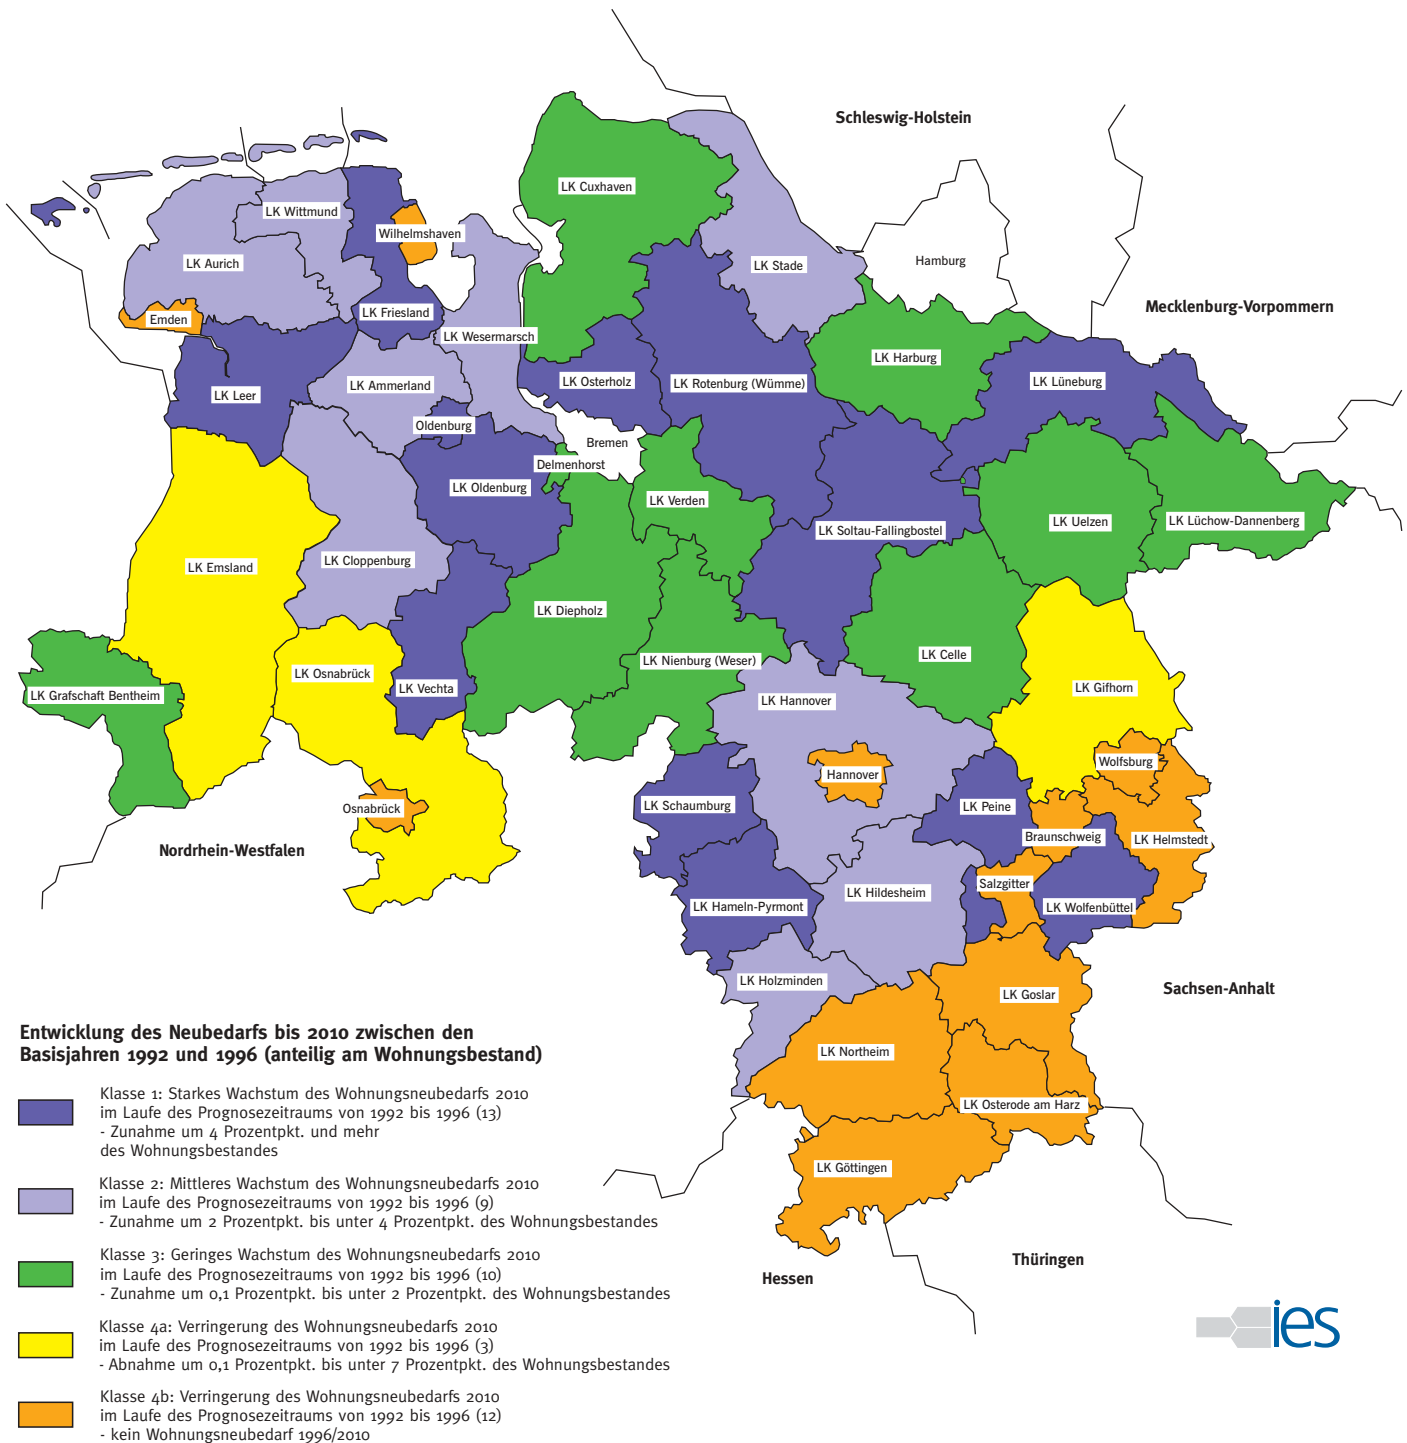 Schleswig-Holstein
LK Cuxhaven
LK Wittmund
Wilhelmshaven
LK Aurich
LK Stade
Hamburg
Mecklenburg-Vorpommern
Emden
LK Friesland
LK Wesermarsch
LK Harburg
LK Ammerland
LK Osterholz
LK Rotenburg (Wümme)
LK Lüneburg
LK Leer
Oldenburg
Bremen
Delmenhorst
LK Oldenburg
LK Verden
LK Soltau-Fallingbostel
LK Uelzen
LK Lüchow-Dannenberg
LK Emsland
LK Cloppenburg
LK Diepholz
LK Celle
LK Nienburg (Weser)
LK Osnabrück
LK Vechta
LK Grafschaft Bentheim
LK Hannover
LK Gifhorn
Wolfsburg
Hannover
Osnabrück
LK Schaumburg
LK Peine
Braunschweig
LK Helmstedt
Nordrhein-Westfalen
Salzgitter
LK Hildesheim
LK Hameln-Pyrmont
LK Wolfenbüttel
LK Holzminden
LK Goslar
Sachsen-Anhalt
LK Northeim
LK Osterode am Harz
LK Göttingen
Thüringen
Hessen
Entwicklung des Neubedarfs bis 2010 zwischen den
Basisjahren 1992 und 1996 (anteilig am Wohnungsbestand)
Klasse 1: Starkes Wachstum des Wohnungsneubedarfs 2010
im Laufe des Prognosezeitraums von 1992 bis 1996 (13)
- Zunahme um 4 Prozentpkt. und mehr
des Wohnungsbestandes
Klasse 2: Mittleres Wachstum des Wohnungsneubedarfs 2010
im Laufe des Prognosezeitraums von 1992 bis 1996 (9)
- Zunahme um 2 Prozentpkt. bis unter 4 Prozentpkt. des Wohnungsbestandes
Klasse 3: Geringes Wachstum des Wohnungsneubedarfs 2010
im Laufe des Prognosezeitraums von 1992 bis 1996 (10)
- Zunahme um 0,1 Prozentpkt. bis unter 2 Prozentpkt. des Wohnungsbestandes
Klasse 4a: Verringerung des Wohnungsneubedarfs 2010
im Laufe des Prognosezeitraums von 1992 bis 1996 (3)
- Abnahme um 0,1 Prozentpkt. bis unter 7 Prozentpkt. des Wohnungsbestandes
Klasse 4b: Verringerung des Wohnungsneubedarfs 2010
im Laufe des Prognosezeitraums von 1992 bis 1996 (12)
- kein Wohnungsneubedarf 1996/2010
ies